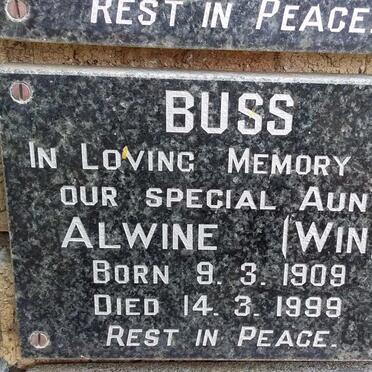 REST IN PEACE.
BUSS
IN LOVING MEMORY
OUR SPECIAL AUN
ALWINE (WIN
BORN 9. 3. 1909
DIED 14. 3. 1999
REST IN PEACE.